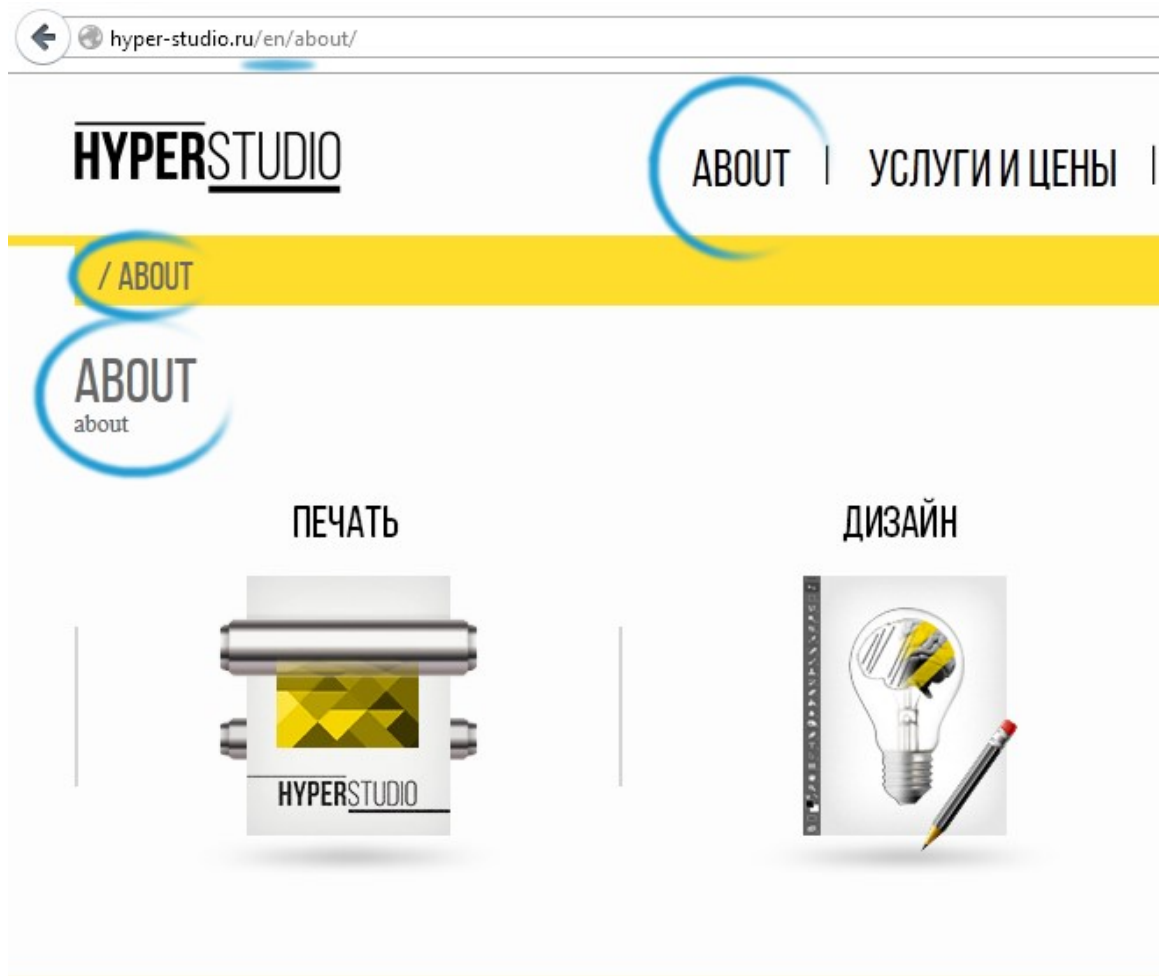 hyper-studio.ru/en/about/
HYPERSTUDIO
ABOUT | УСЛУГИ И ЦЕНЫ |
/ ABOUT
ABOUT
about
ПЕЧАТЬ
ДИЗАЙН
HYPERSTUDIO